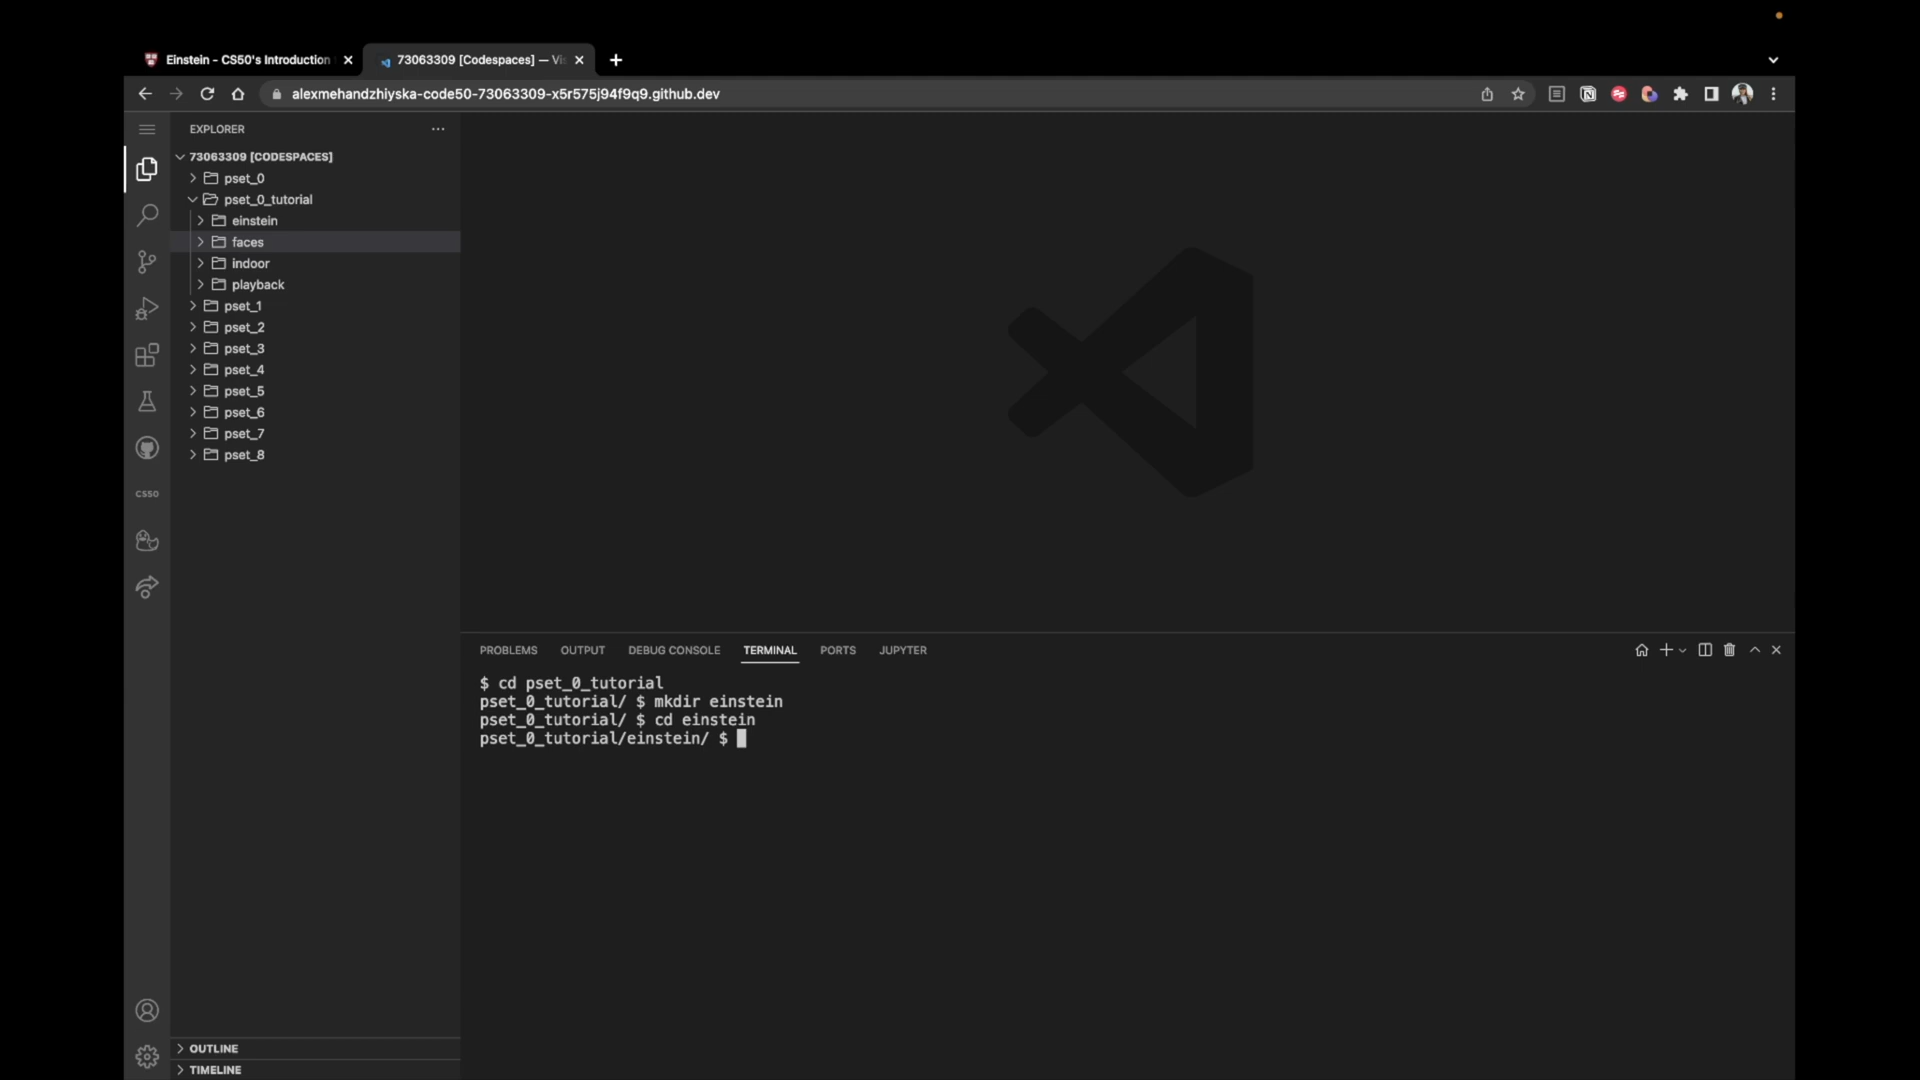 Einstein - CS50's Introduction
73063309 [Codespaces] — Vi
alexmehandzhiyska-code50-73063309-x5r575j94f9q9.github.dev
EXPLORER
73063309 [CODESPACES]
pset_0
pset_0_tutorial
einstein
faces
indoor
playback
pset_1
pset_2
pset_3
pset_4
pset_5
pset_6
pset_7
pset_8
CS50
OUTLINE
TIMELINE
PROBLEMS OUTPUT DEBUG CONSOLE TERMINAL PORTS JUPYTER
$ cd pset_0_tutorial
pset_0_tutorial/ $ mkdir einstein
pset_0_tutorial/ $ cd einstein
pset_0_tutorial/einstein/ $